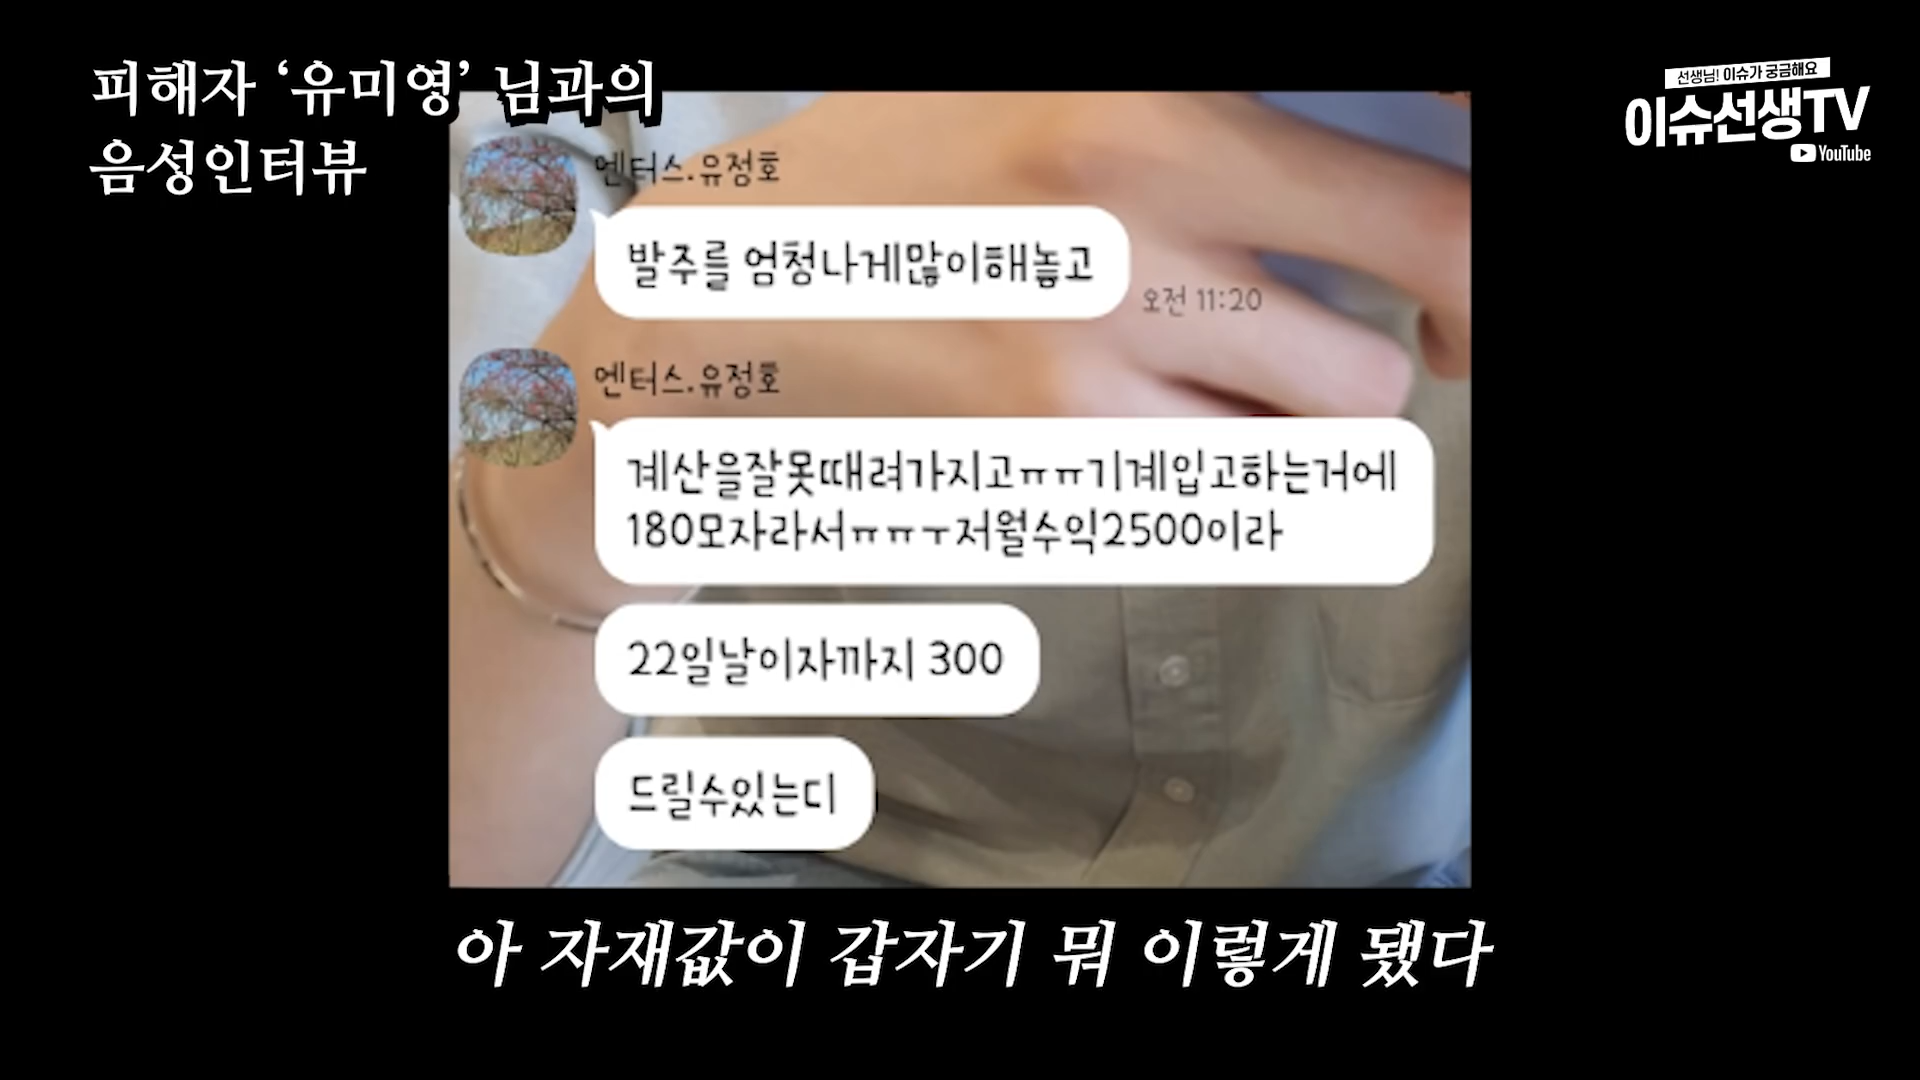 피해자 ‘유미영’ 님과의
음성인터뷰
선생님! 이슈가 궁금해요
이슈선생TV
YouTube
엔터스.유정호
발주를 엄청나게많이해놓고
오전 11:20
엔터스.유정호
계산을잘못때려가지고ㅠㅠ기계입고하는거에
180모자라서ㅠㅠㅜ저월수익2500이라
22일날이자까지 300
드릴수있는디
아 자재값이 갑자기 뭐 이렇게 됐다